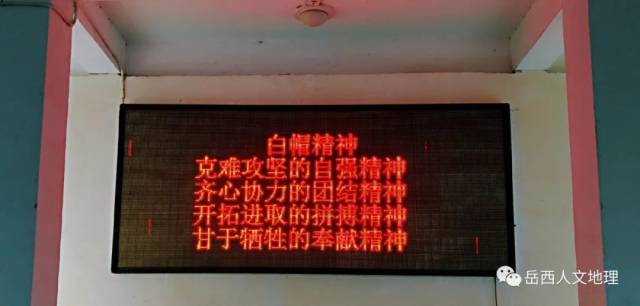 白帽精神
克难攻坚的自强精神
齐心协力的团结精神
开拓进取的拼搏精神
甘于牺牲的奉献精神
岳西人文地理